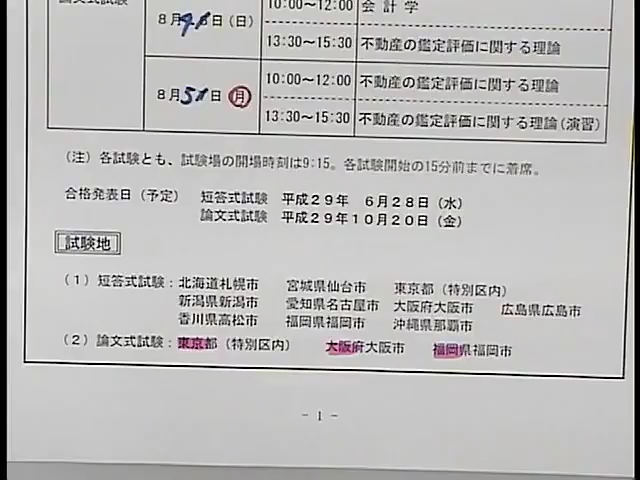 論文式試験
10:00～12:00 会計学
8月 日（日）
13:30～15:30 不動産の鑑定評価に関する理論
10:00～12:00 不動産の鑑定評価に関する理論
8月 日 月
13:30～15:30 不動産の鑑定評価に関する理論（演習）
（注）各試験とも、試験場の開場時刻は9:15。各試験開始の15分前までに着席。
合格発表日（予定） 短答式試験 平成29年 6月28日（水）
論文式試験 平成29年10月20日（金）
試験地
（1）短答式試験：北海道札幌市 宮城県仙台市 東京都（特別区内）
新潟県新潟市 愛知県名古屋市 大阪府大阪市 広島県広島市
香川県高松市 福岡県福岡市 沖縄県那覇市
（2）論文式試験：東京都（特別区内） 大阪府大阪市 福岡県福岡市
- 1 -